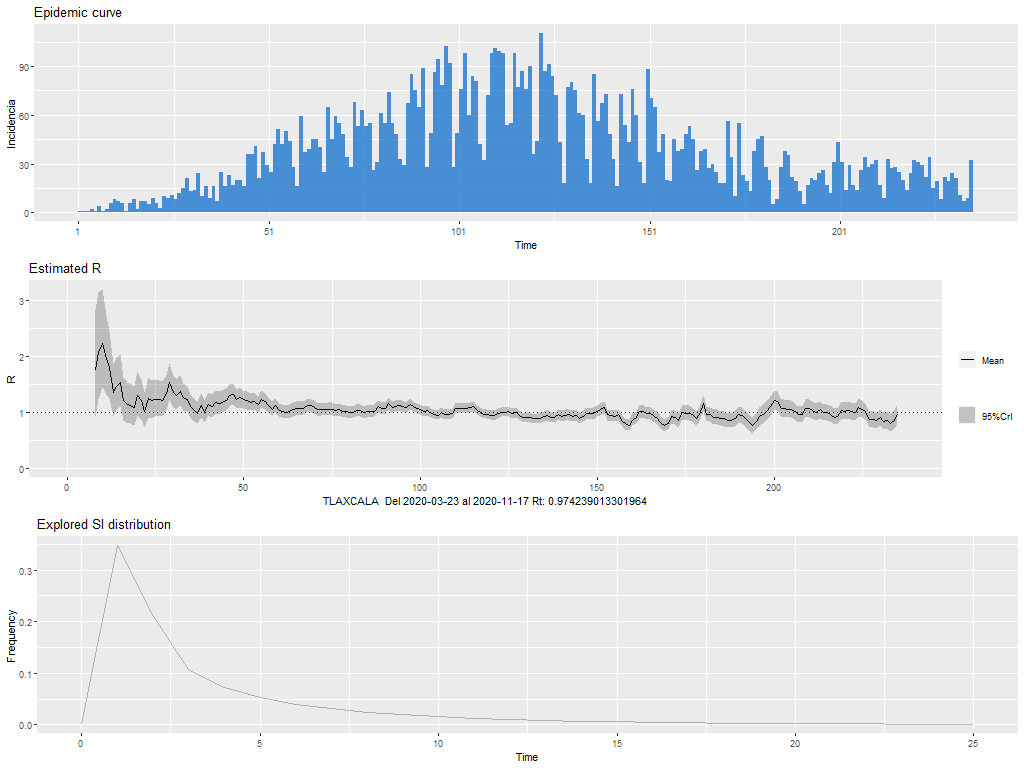 Epidemic curve
Incidencia
90
60
30
0
1
51
101
151
201
Time
Estimated R
R
3
2
1
0
0
50
100
150
200
Mean
95%CrI
TLAXCALA Del 2020-03-23 al 2020-11-17 Rt: 0.974239013301964
Explored SI distribution
Frequency
0.3
0.2
0.1
0.0
0
5
10
15
20
25
Time